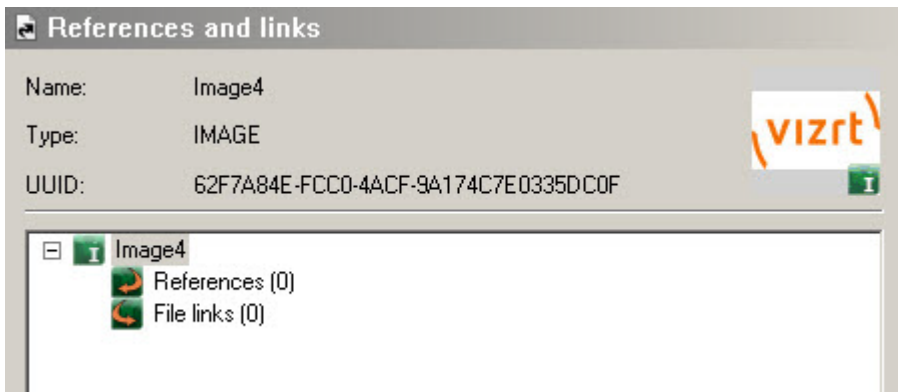 References and links
Name: Image4
Type: IMAGE
UUID: 62F7A84E-FCC0-4ACF-9A174C7E0335DC0F
vizrt
I
I Image4
References (0)
File links (0)